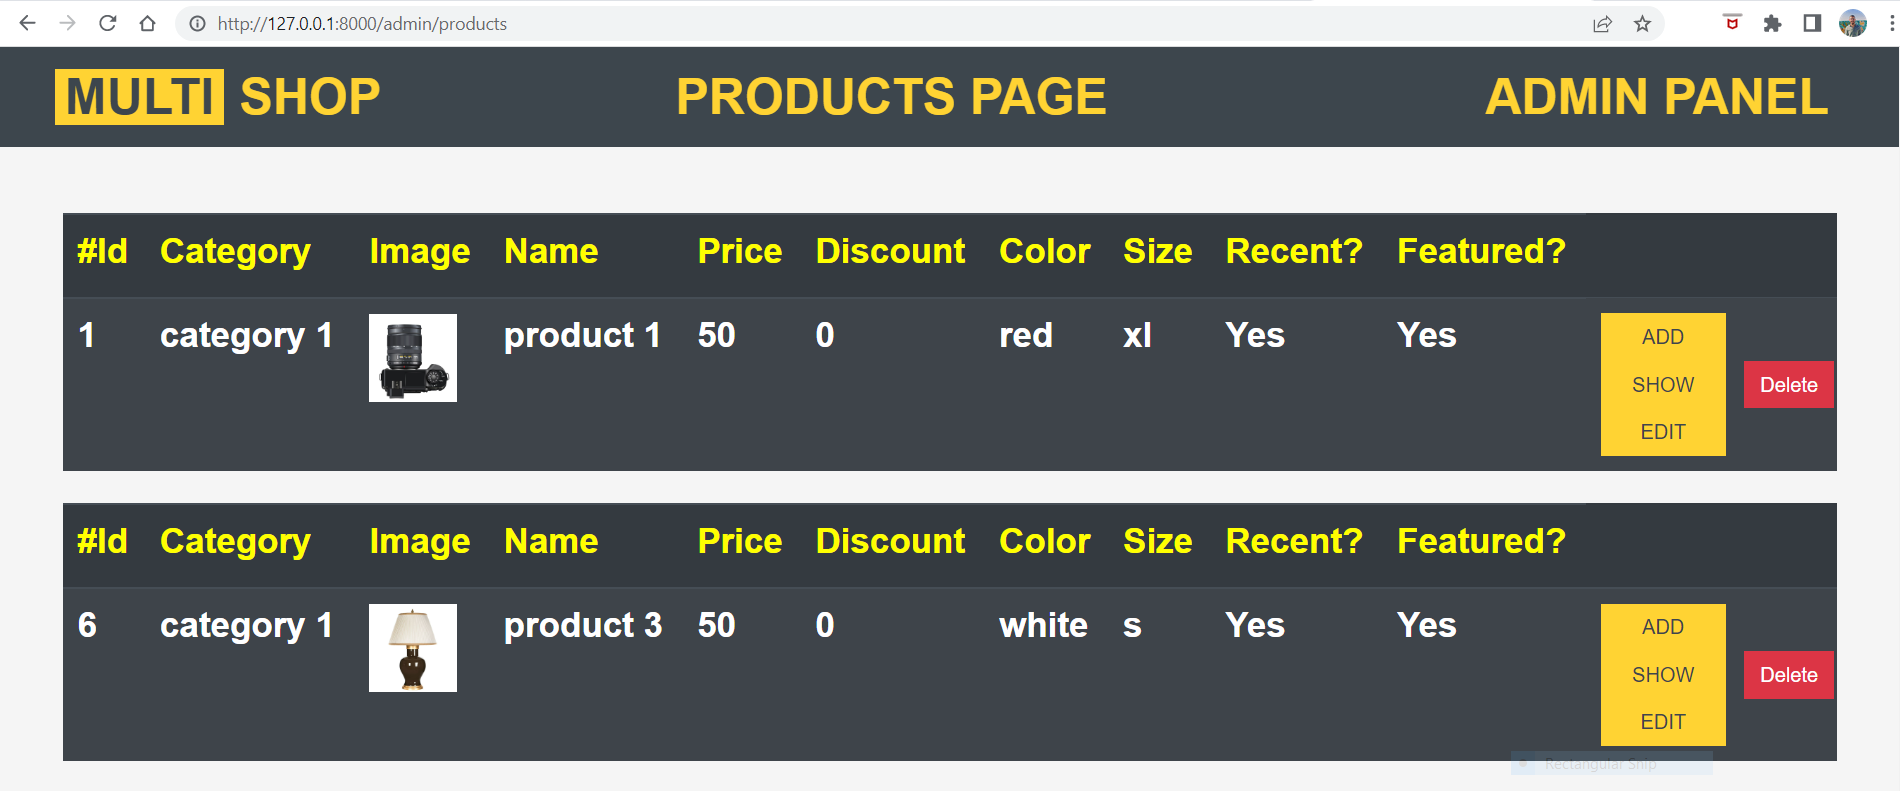 http://127.0.0.1:8000/admin/products
MULTI SHOP PRODUCTS PAGE ADMIN PANEL
#Id Category Image Name Price Discount Color Size Recent? Featured?
1 category 1 product 1 50 0 red xl Yes Yes
ADD
SHOW Delete
EDIT
#Id Category Image Name Price Discount Color Size Recent? Featured?
6 category 1 product 3 50 0 white s Yes Yes
ADD
SHOW Delete
EDIT
Rectangular Snip